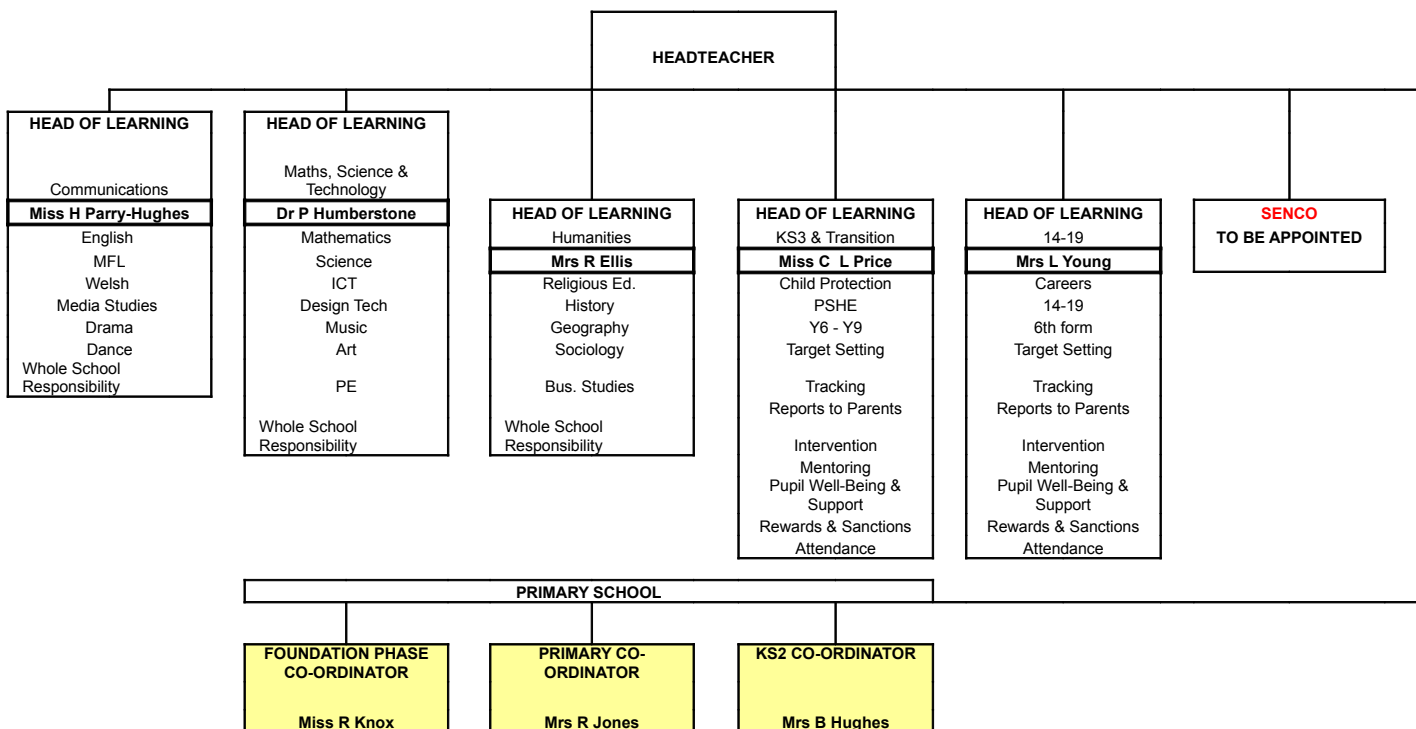 HEADTEACHER
HEAD OF LEARNING
Communications
Miss H Parry-Hughes
English
MFL
Welsh
Media Studies
Drama
Dance
Whole School
Responsibility
HEAD OF LEARNING
Maths, Science &
Technology
Dr P Humberstone
Mathematics
Science
ICT
Design Tech
Music
Art
PE
Whole School
Responsibility
HEAD OF LEARNING
Humanities
Mrs R Ellis
Religious Ed.
History
Geography
Sociology
Bus. Studies
Whole School
Responsibility
HEAD OF LEARNING
KS3 & Transition
Miss C L Price
Child Protection
PSHE
Y6 - Y9
Target Setting
Tracking
Reports to Parents
Intervention
Mentoring
Pupil Well-Being &
Support
Rewards & Sanctions
Attendance
HEAD OF LEARNING
14-19
Mrs L Young
Careers
14-19
6th form
Target Setting
Tracking
Reports to Parents
Intervention
Mentoring
Pupil Well-Being &
Support
Rewards & Sanctions
Attendance
SENCO
TO BE APPOINTED
PRIMARY SCHOOL
FOUNDATION PHASE
CO-ORDINATOR
Miss R Knox
PRIMARY CO-
ORDINATOR
Mrs R Jones
KS2 CO-ORDINATOR
Mrs B Hughes